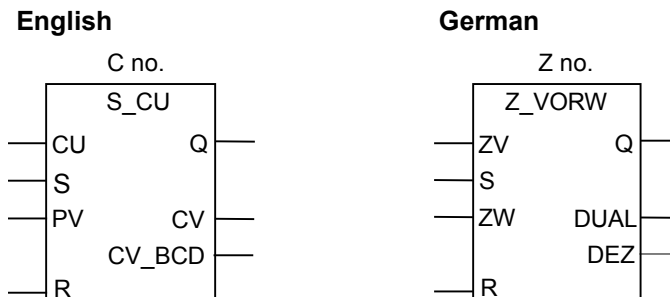 English
German
C no.
Z no.
S_CU
Z_VORW
CU Q
ZV Q
S
S
PV CV
ZW DUAL
CV_BCD
DEZ
R
R